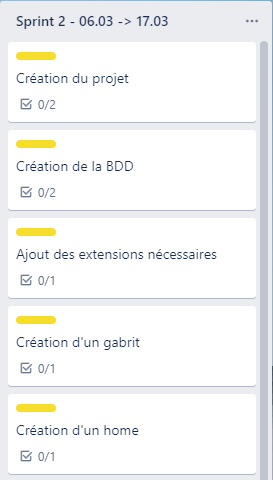 Sprint 2 - 06.03 -> 17.03
Création du projet
0/2
Création de la BDD
0/2
Ajout des extensions nécessaires
0/1
Création d'un gabrit
0/1
Création d'un home
0/1